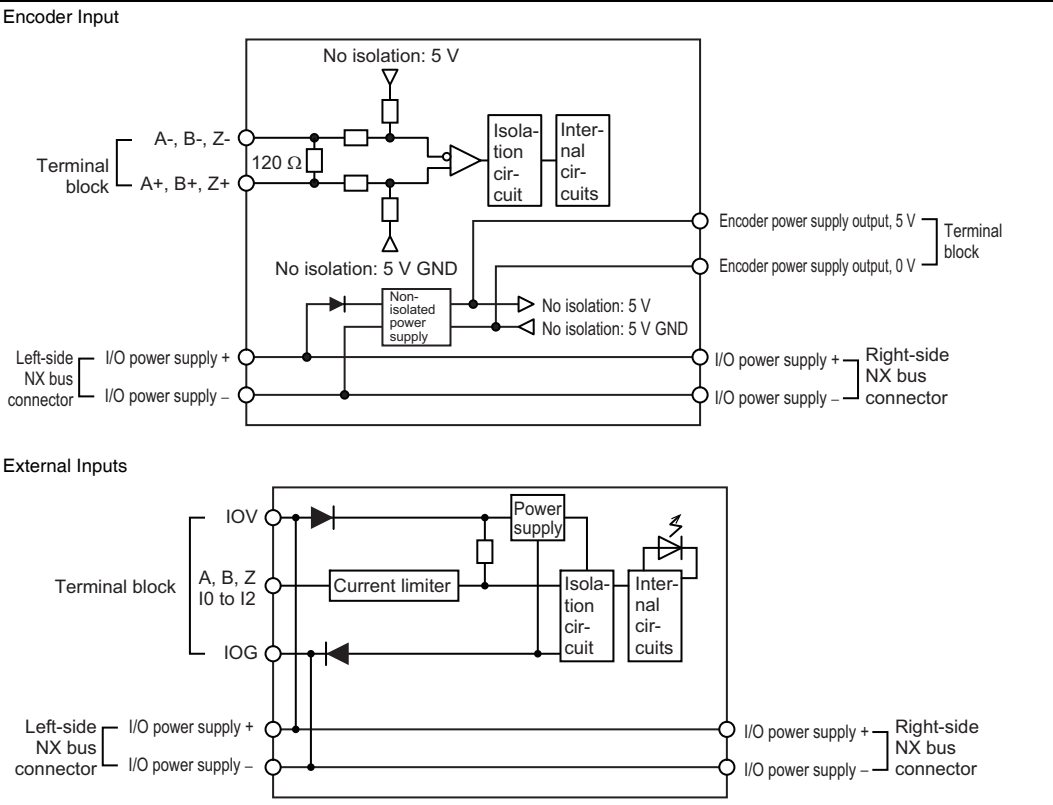 Encoder Input
No isolation: 5 V
A-, B-, Z-
120 Ω
A+, B+, Z+
Terminal
block
Isola-
tion
cir-
cuit
Inter-
nal
cir-
cuits
No isolation: 5 V GND
Encoder power supply output, 5 V
Encoder power supply output, 0 V
Terminal
block
Non-
isolated
power
supply
No isolation: 5 V
No isolation: 5 V GND
Left-side
NX bus
connector
I/O power supply +
I/O power supply –
I/O power supply +
I/O power supply –
Right-side
NX bus
connector
External Inputs
Terminal block
IOV
A, B, Z
I0 to I2
IOG
Current limiter
Power
supply
Isola-
tion
cir-
cuit
Inter-
nal
cir-
cuits
Left-side
NX bus
connector
I/O power supply +
I/O power supply –
I/O power supply +
I/O power supply –
Right-side
NX bus
connector